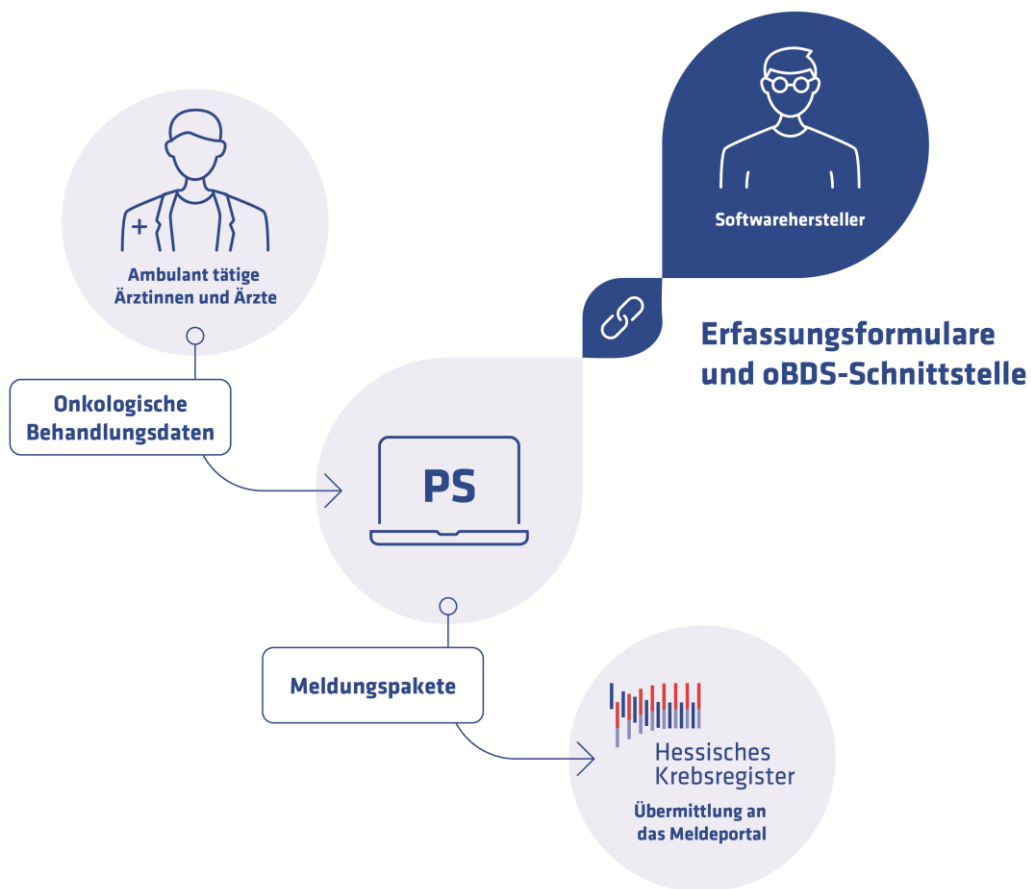 Softwarehersteller
Ambulant tätige
Ärztinnen und Ärzte
Erfassungsformulare
und oBDS-Schnittstelle
Onkologische
Behandlungsdaten
PS
Meldungspakete
Hessisches
Krebsregister
Übermittlung an
das Meldeportal